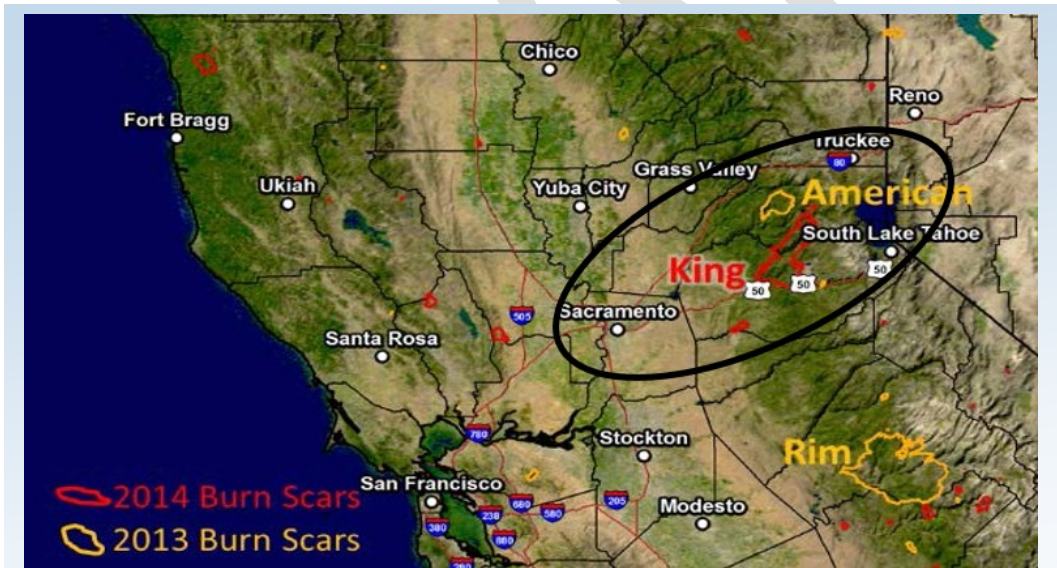 Chico
Reno
Fort Bragg
Truckee
80
Grass Valley
Ukiah
Yuba City
American
South Lake Tahoe
King
50
50
50
Sacramento
505
Santa Rosa
780
Stockton
Rim
San Francisco
2014 Burn Scars
680
205
Modesto
238
580
380
2013 Burn Scars
880
280